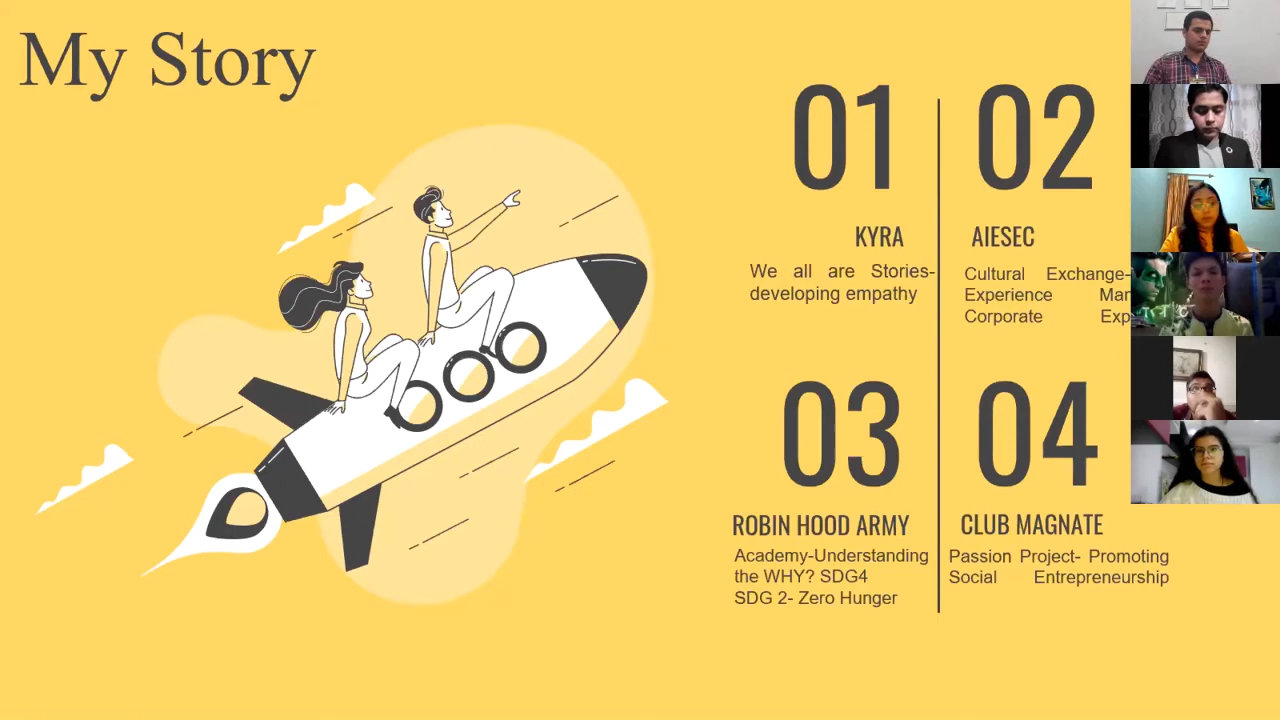 My Story
01
KYRA
We all are Stories-
developing empathy
02
AIESEC
Cultural Exchange-
Experience
Corporate
03
ROBIN HOOD ARMY
Academy-Understanding
the WHY? SDG4
SDG 2- Zero Hunger
04
CLUB MAGNATE
Passion Project- Promoting
Social Entrepreneurship